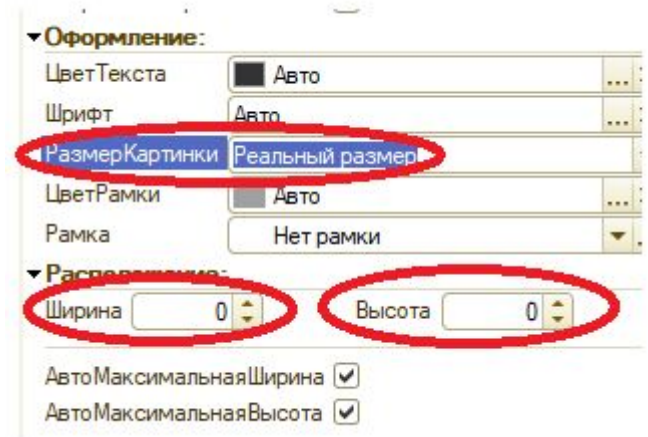 Оформление:
ЦветТекста Авто ...
Шрифт Авто ...
РазмерКартинки Реальный размер
ЦветРамки Авто ...
Рамка Нет рамки
Расположение:
Ширина 0 Высота 0
АвтоМаксимальнаяШирина
АвтоМаксимальнаяВысота